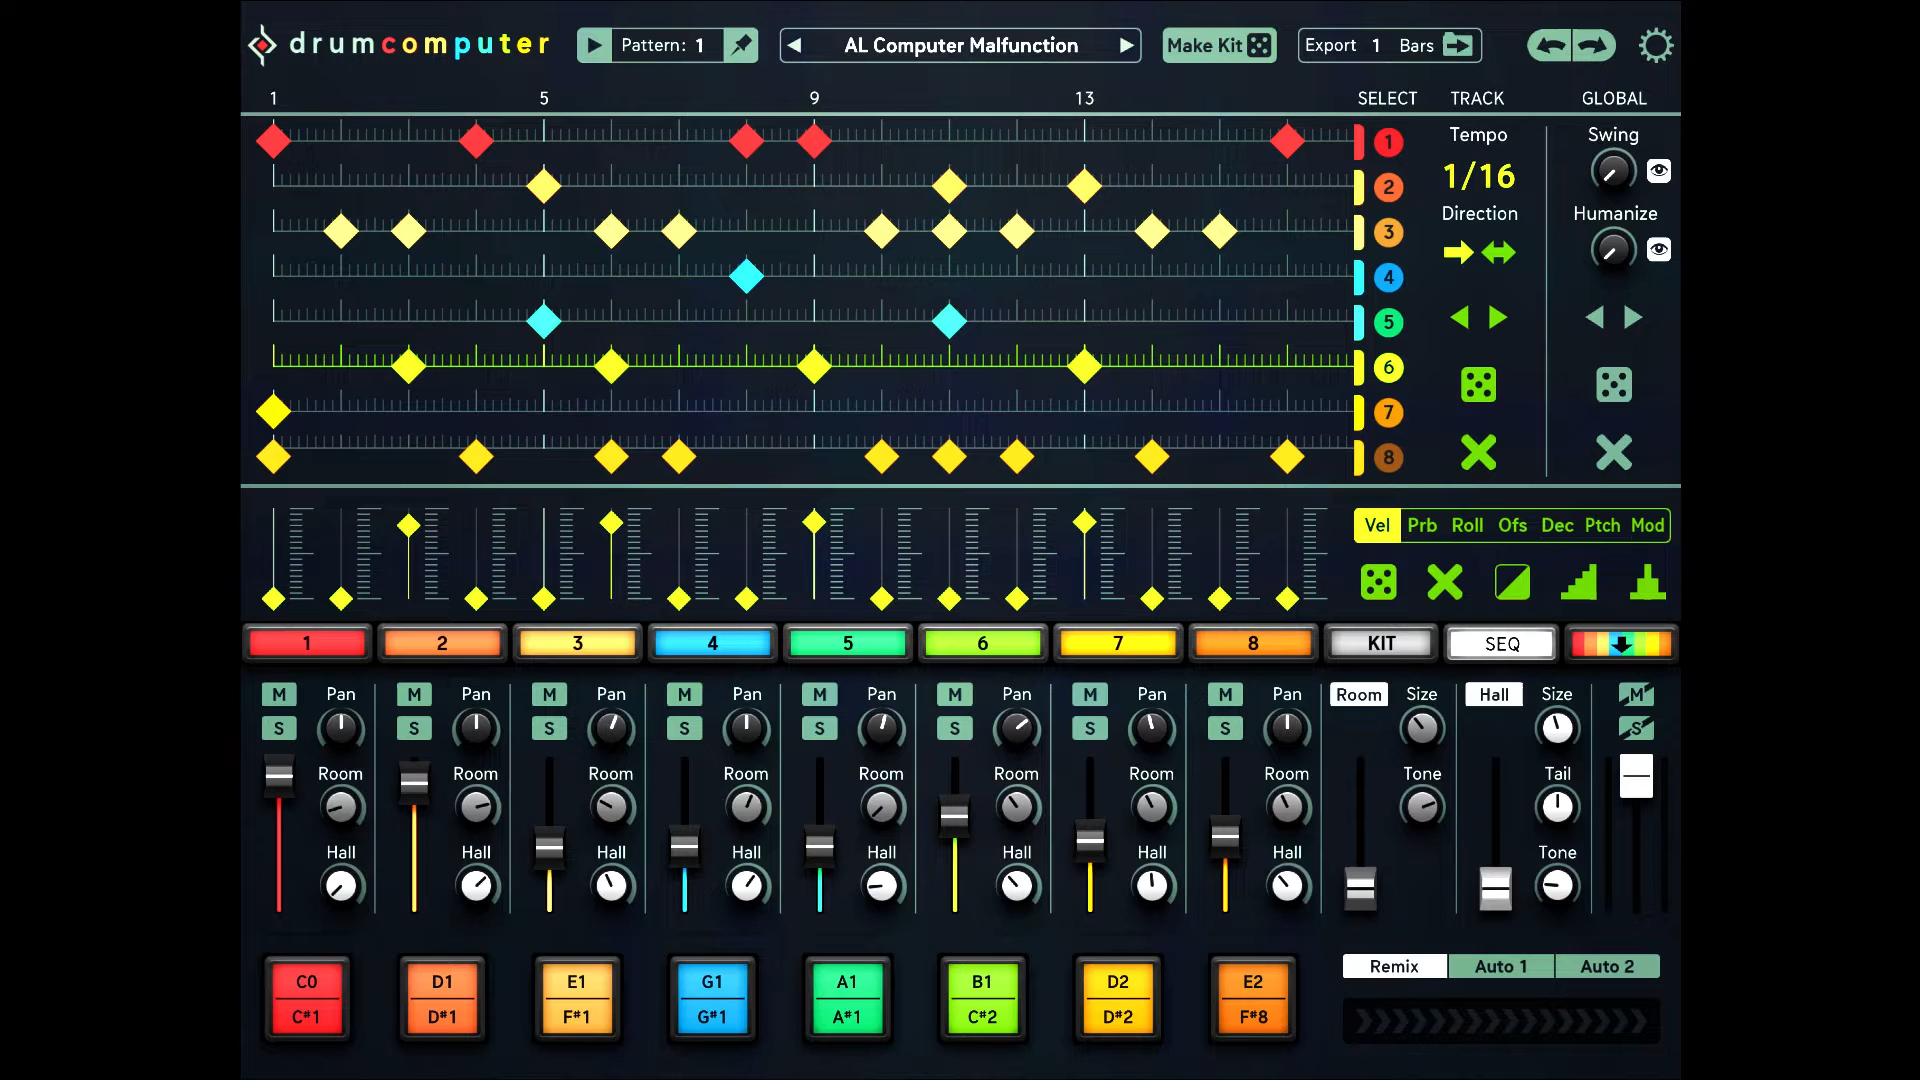 drumcomputer
Pattern: 1
AL Computer Malfunction
Make Kit
Export 1 Bars
1 5 9 13 SELECT TRACK GLOBAL
1
2
3
4
5
6
7
8
Tempo
1/16
Direction
Swing
Humanize
Vel Prb Roll Ofs Dec Ptch Mod
1 2 3 4 5 6 7 8 KIT SEQ
M Pan M Pan M Pan M Pan M Pan M Pan M Pan M Pan Room Size Hall Size M
S S S S S S S S S
Room Room Room Room Room Room Room Room Tone Tail
Hall Hall Hall Hall Hall Hall Hall Hall Tone
C0 D1 E1 G1 A1 B1 D2 E2
C#1 D#1 F#1 G#1 A#1 C#2 D#2 F#8
Remix Auto 1 Auto 2